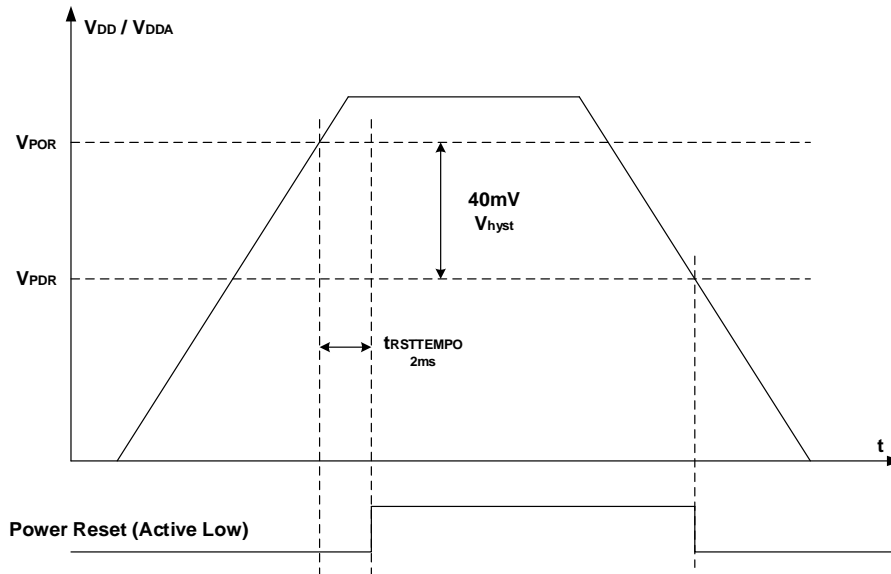 VDD / VDDA
VPOR
40mV
Vhyst
VPDR
tRSTTEMPO
2ms
t
Power Reset (Active Low)